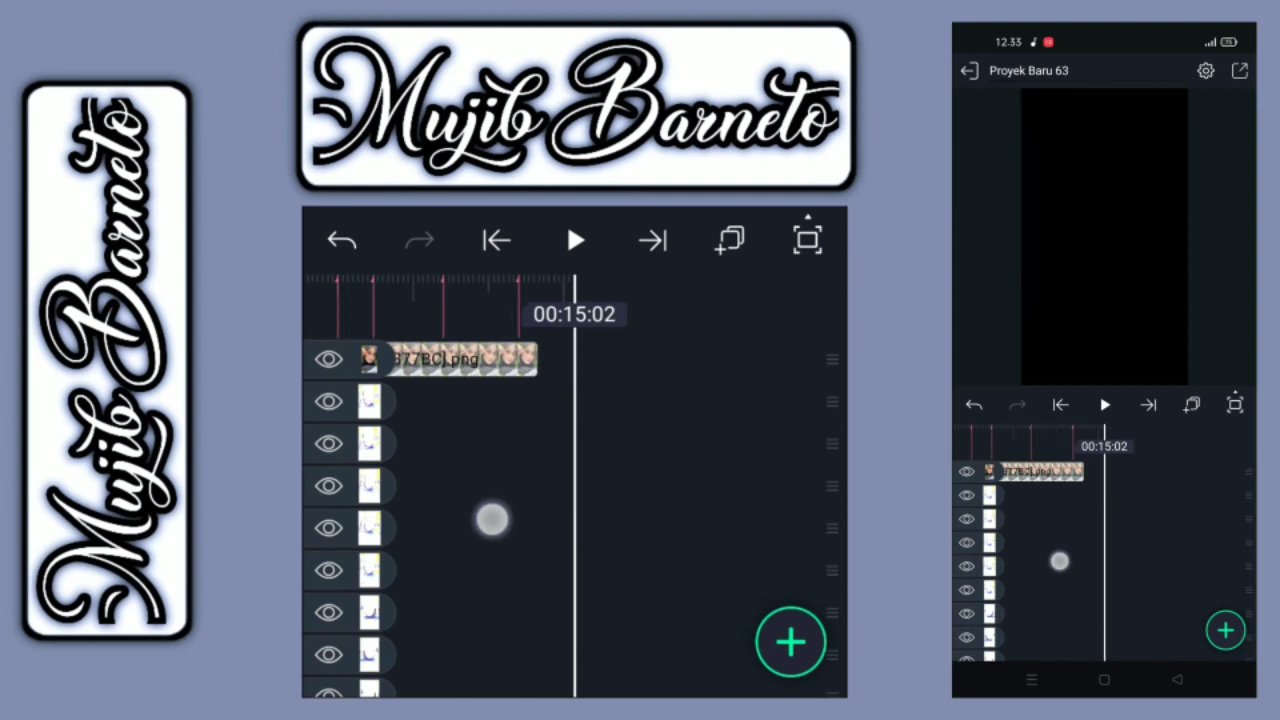 Mujib Barneto
Mujib Barneto
00:15:02
B77BC).png
12.33
Proyek Baru 63
00:15:02